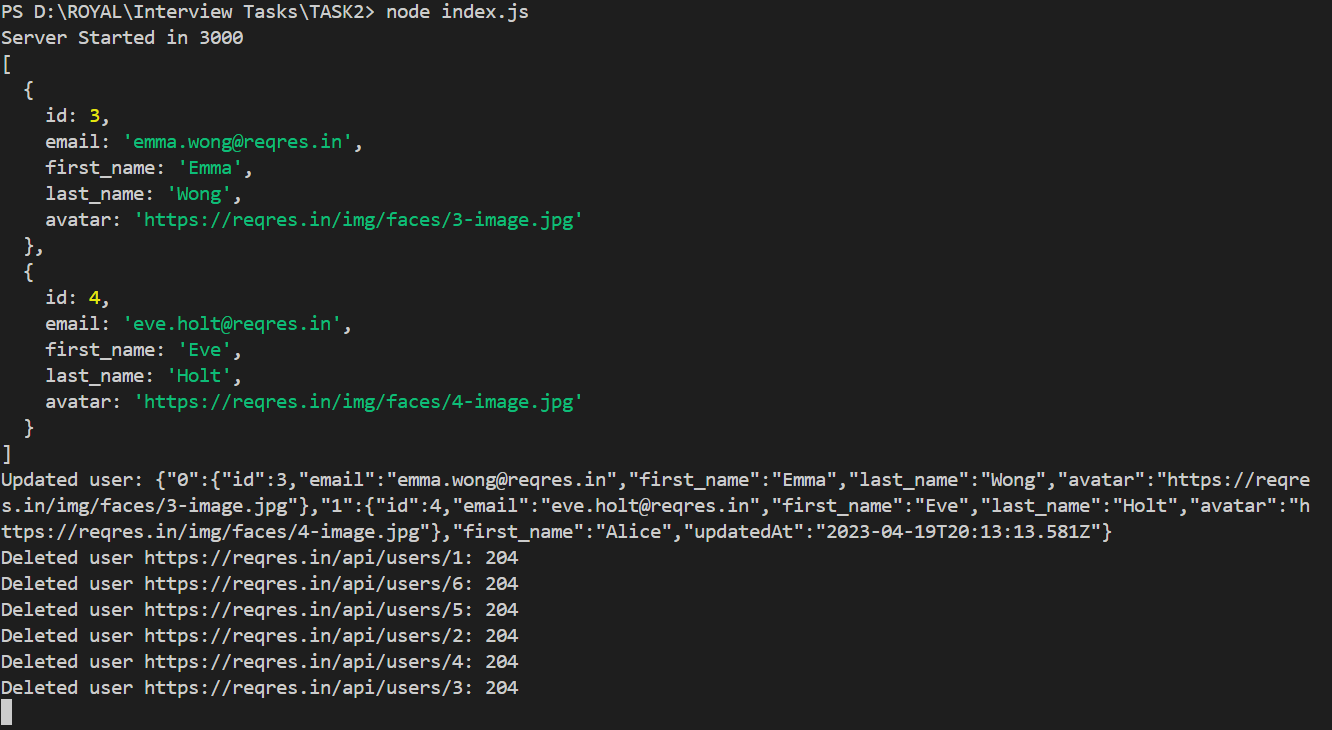 PS D:\ROYAL\Interview Tasks\TASK2> node index.js
Server Started in 3000
[
  {
    id: 3,
    email: 'emma.wong@reqres.in',
    first_name: 'Emma',
    last_name: 'Wong',
    avatar: 'https://reqres.in/img/faces/3-image.jpg'
  },
  {
    id: 4,
    email: 'eve.holt@reqres.in',
    first_name: 'Eve',
    last_name: 'Holt',
    avatar: 'https://reqres.in/img/faces/4-image.jpg'
  }
]
Updated user: {"0":{"id":3,"email":"emma.wong@reqres.in","first_name":"Emma","last_name":"Wong","avatar":"https://reqre
s.in/img/faces/3-image.jpg"},"1":{"id":4,"email":"eve.holt@reqres.in","first_name":"Eve","last_name":"Holt","avatar":"h
ttps://reqres.in/img/faces/4-image.jpg"},"first_name":"Alice","updatedAt":"2023-04-19T20:13:13.581Z"}
Deleted user https://reqres.in/api/users/1: 204
Deleted user https://reqres.in/api/users/6: 204
Deleted user https://reqres.in/api/users/5: 204
Deleted user https://reqres.in/api/users/2: 204
Deleted user https://reqres.in/api/users/4: 204
Deleted user https://reqres.in/api/users/3: 204